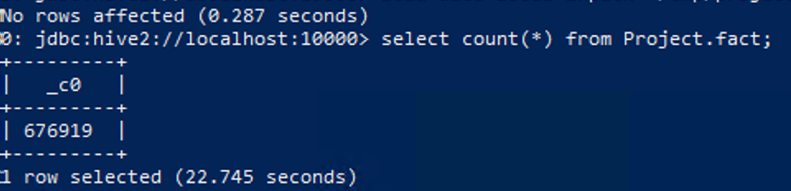 No rows affected (0.287 seconds)
0: jdbc:hive2://localhost:10000> select count(*) from Project.fact;
+---------+
|   _c0   |
+---------+
| 676919  |
+---------+
1 row selected (22.745 seconds)